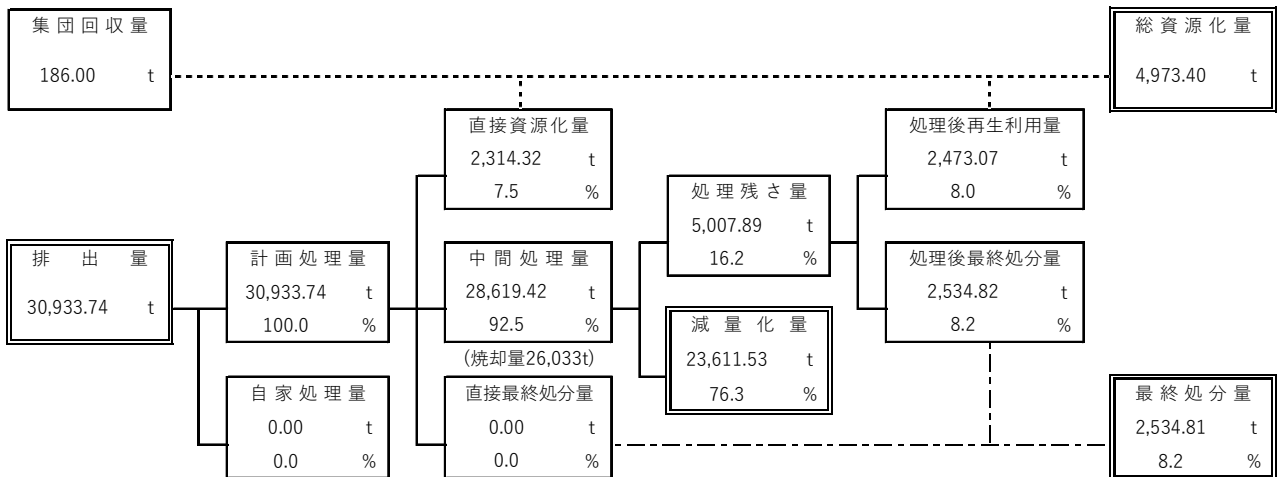 集団回収量
186.00 t
総資源化量
4,973.40 t
直接資源化量
2,314.32 t
7.5 %
処理後再生利用量
2,473.07 t
8.0 %
処理残さ量
5,007.89 t
16.2 %
排出量
30,933.74 t
計画処理量
30,933.74 t
100.0 %
中間処理量
28,619.42 t
92.5 %
(焼却量26,033t)
処理後最終処分量
2,534.82 t
8.2 %
減量化量
23,611.53 t
76.3 %
自家処理量
0.00 t
0.0 %
直接最終処分量
0.00 t
0.0 %
最終処分量
2,534.81 t
8.2 %